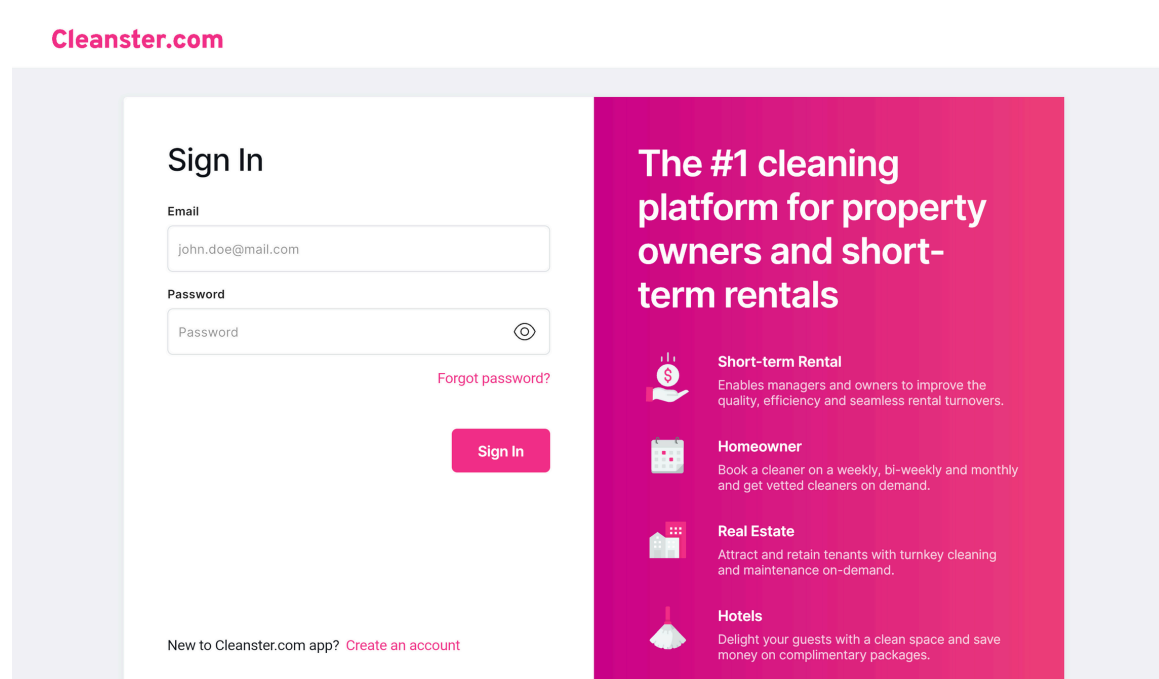 Cleanster.com
Sign In
Email
john.doe@mail.com
Password
Password
Forgot password?
Sign In
New to Cleanster.com app? Create an account
The #1 cleaning
platform for property
owners and short-
term rentals
$
Short-term Rental
Enables managers and owners to improve the
quality, efficiency and seamless rental turnovers.
Homeowner
Book a cleaner on a weekly, bi-weekly and monthly
and get vetted cleaners on demand.
Real Estate
Attract and retain tenants with turnkey cleaning
and maintenance on-demand.
Hotels
Delight your guests with a clean space and save
money on complimentary packages.